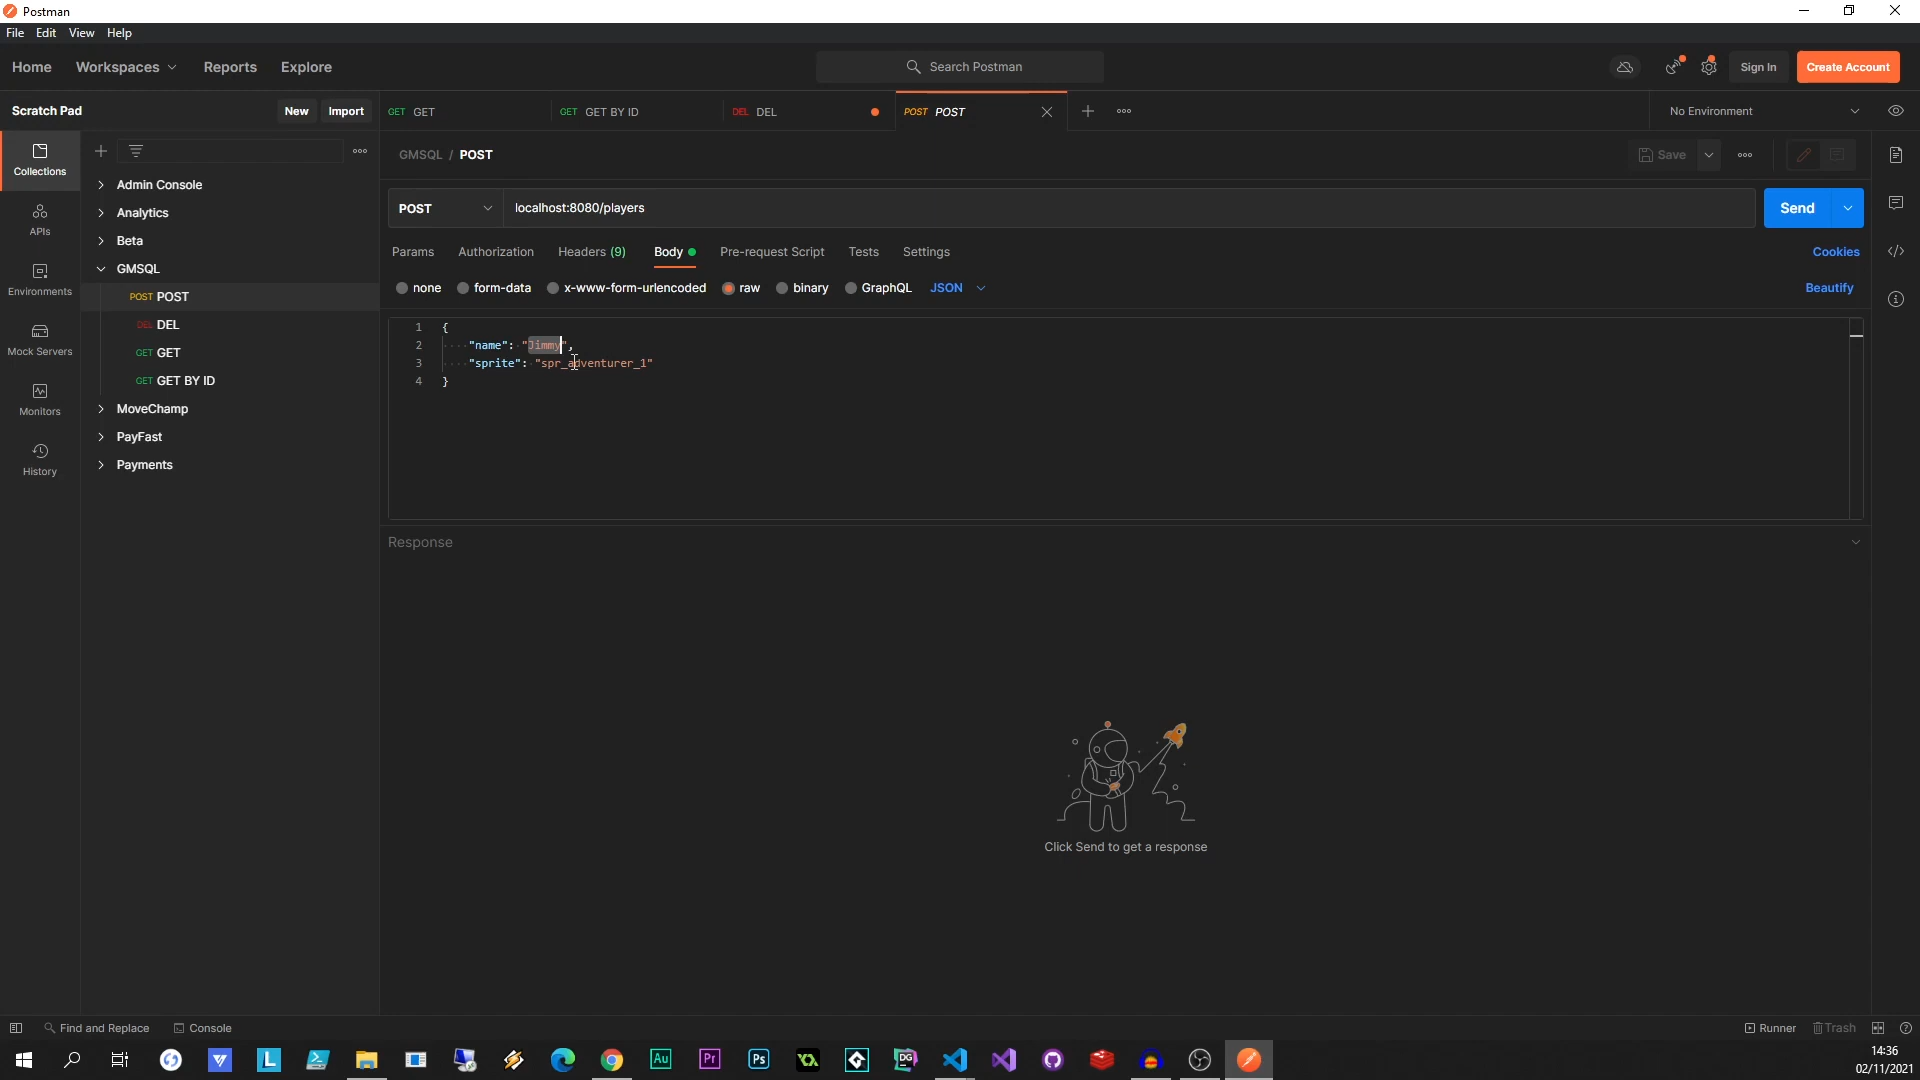 Postman
File Edit View Help
Home Workspaces Reports Explore
Search Postman
Sign In
Create Account
Scratch Pad
New
Import
GET GET
GET GET BY ID
DEL DEL
POST POST
No Environment
Collections
APIs
Environments
Mock Servers
Monitors
History
Admin Console
Analytics
Beta
GMSQL
POST POST
DEL DEL
GET GET
GET GET BY ID
MoveChamp
PayFast
Payments
GMSQL / POST
Save
POST
localhost:8080/players
Send
Params Authorization Headers (9) Body Pre-request Script Tests Settings
Cookies
none form-data x-www-form-urlencoded raw binary GraphQL JSON
Beautify
1 {
2 "name": "Jimmy",
3 "sprite": "spr_adventurer_1"
4 }
Response
Click Send to get a response
Find and Replace Console
Runner Trash
L
Au
Pr
Ps
DG
14:36
02/11/2021